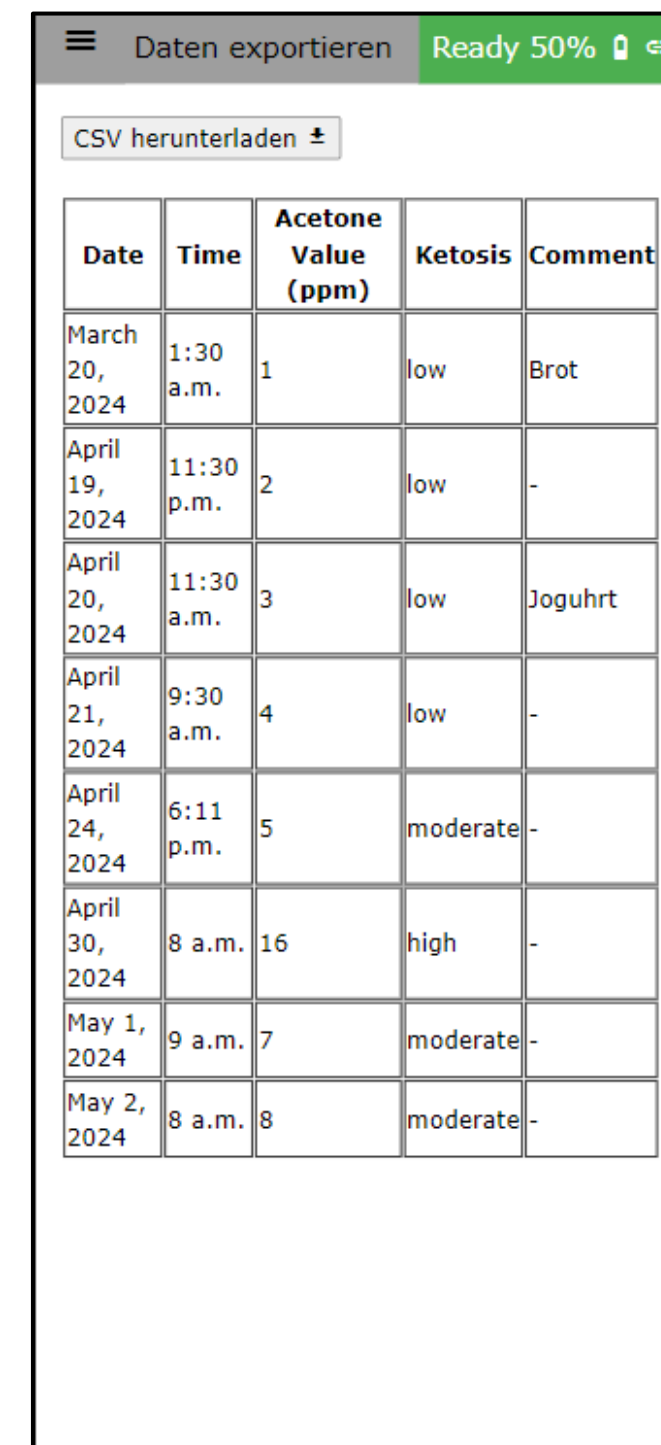 Daten exportieren Ready 50%
CSV herunterladen
Date Time Acetone Value (ppm) Ketosis Comment
March 20, 2024 1:30 a.m. 1 low Brot
April 19, 2024 11:30 p.m. 2 low -
April 20, 2024 11:30 a.m. 3 low Joguhrt
April 21, 2024 9:30 a.m. 4 low -
April 24, 2024 6:11 p.m. 5 moderate -
April 30, 2024 8 a.m. 16 high -
May 1, 2024 9 a.m. 7 moderate -
May 2, 2024 8 a.m. 8 moderate -